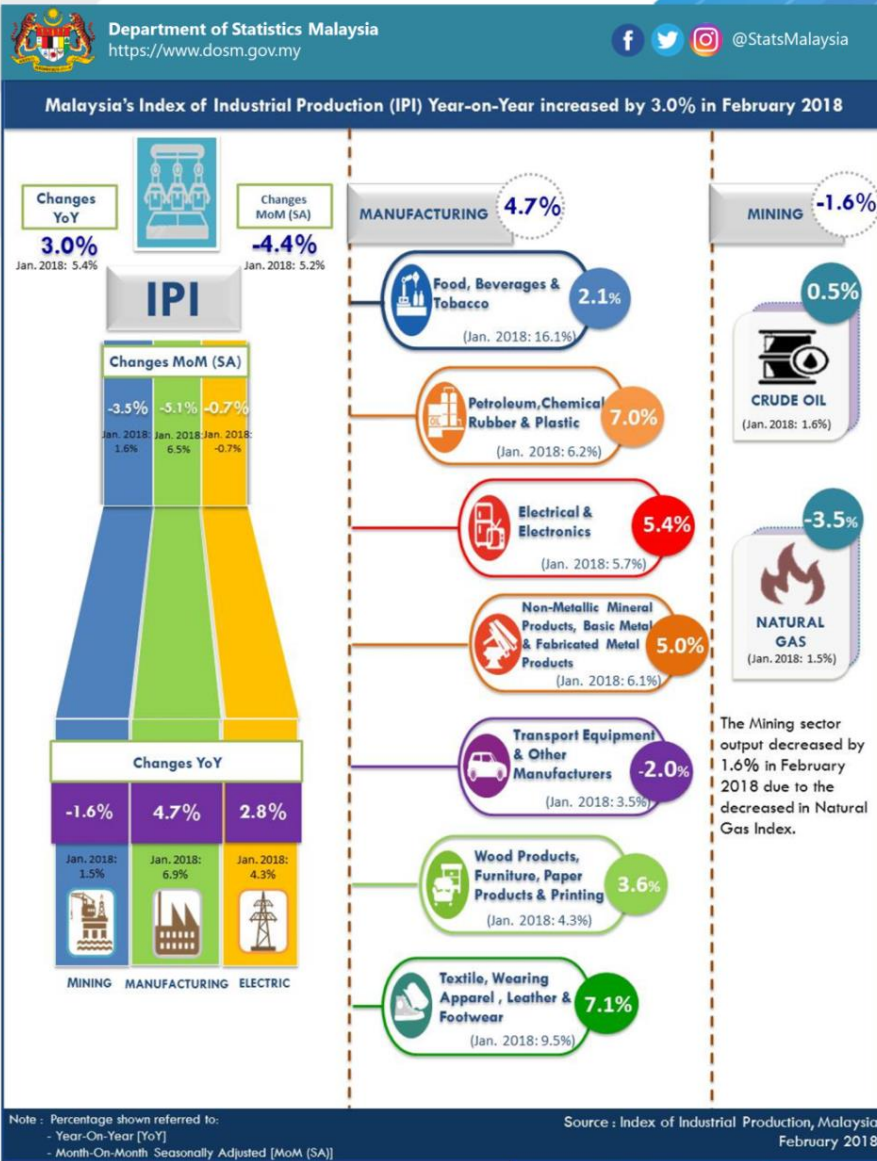 Department of Statistics Malaysia
https://www.dosm.gov.my
@StatsMalaysia
Malaysia's Index of Industrial Production (IPI) Year-on-Year increased by 3.0% in February 2018
Changes
YoY
3.0%
Jan. 2018: 5.4%
Changes
MoM (SA)
-4.4%
Jan. 2018: 5.2%
IPI
Changes MoM (SA)
-3.5% -5.1% -0.7%
Jan. 2018: Jan. 2018: Jan. 2018:
1.6% 6.5% -0.7%
Changes YoY
-1.6% 4.7% 2.8%
Jan. 2018: Jan. 2018: Jan. 2018:
1.5% 6.9% 4.3%
MINING MANUFACTURING ELECTRIC
MANUFACTURING 4.7%
Food, Beverages &
Tobacco
2.1%
(Jan. 2018: 16.1%)
Petroleum,Chemical
Rubber & Plastic
7.0%
(Jan. 2018: 6.2%)
Electrical &
Electronics
5.4%
(Jan. 2018: 5.7%)
Non-Metallic Mineral
Products, Basic Metal
& Fabricated Metal
Products
5.0%
(Jan. 2018: 6.1%)
Transport Equipment
& Other
Manufacturers
-2.0%
(Jan. 2018: 3.5%)
Wood Products,
Furniture, Paper
Products & Printing
3.6%
(Jan. 2018: 4.3%)
Textile, Wearing
Apparel , Leather &
Footwear
7.1%
(Jan. 2018: 9.5%)
MINING -1.6%
0.5%
CRUDE OIL
(Jan. 2018: 1.6%)
-3.5%
NATURAL
GAS
(Jan. 2018: 1.5%)
The Mining sector
output decreased by
1.6% in February
2018 due to the
decreased in Natural
Gas Index.
Note : Percentage shown referred to:
- Year-On-Year [YoY]
- Month-On-Month Seasonally Adjusted [MoM (SA)]
Source : Index of Industrial Production, Malaysia
February 2018